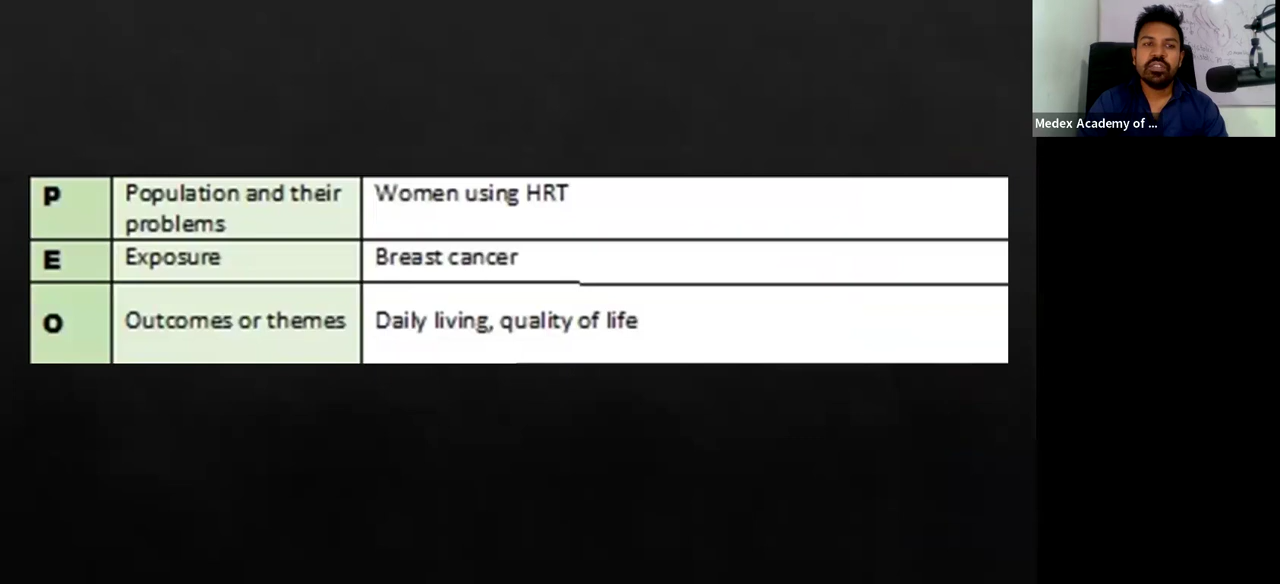 Medex Academy of ...
P Population and their Women using HRT
problems
E Exposure Breast cancer
O Outcomes or themes Daily living, quality of life